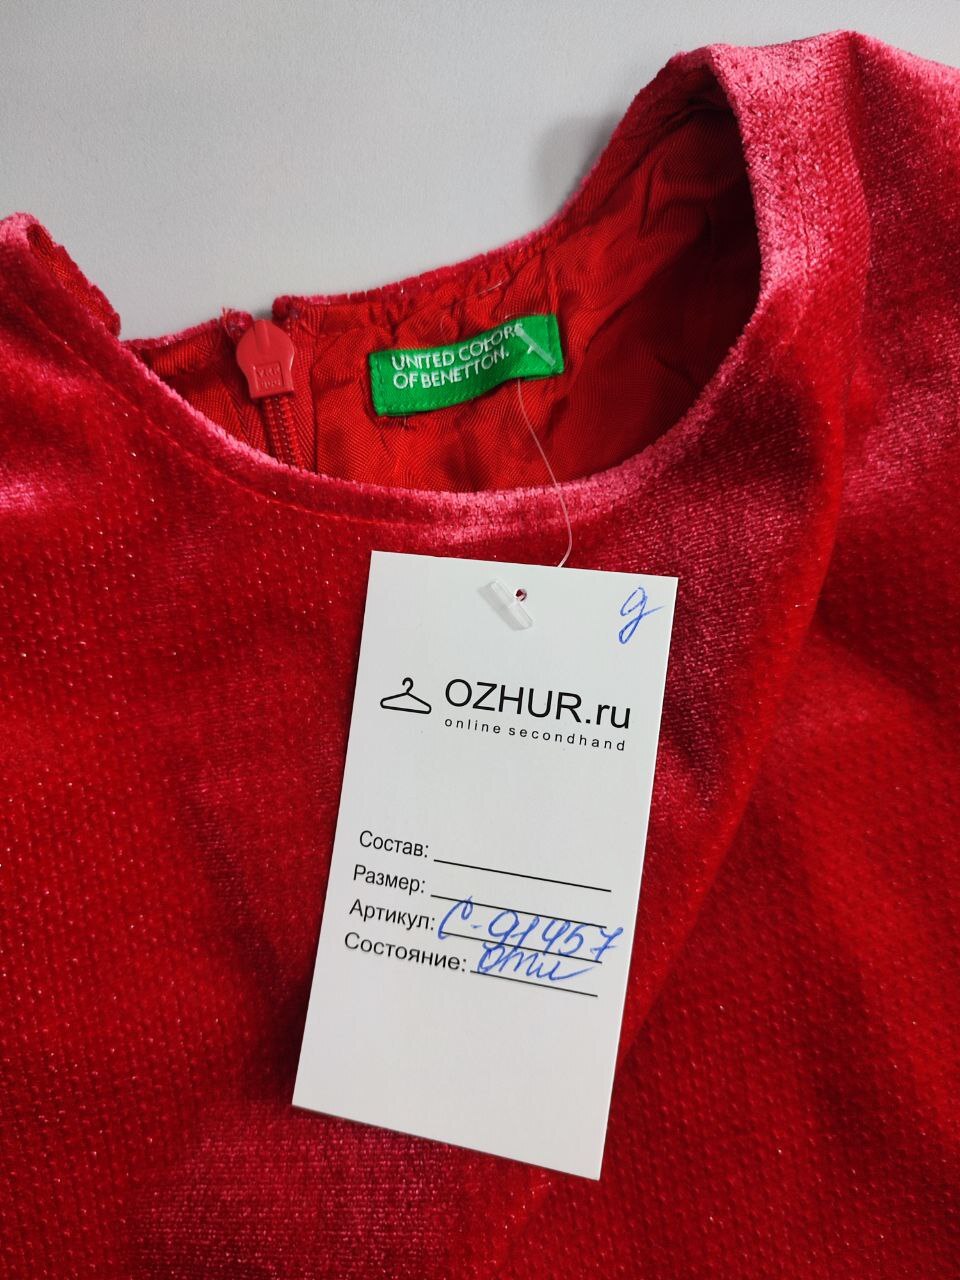 UNITED COLORS
OF BENETTON.
g
OZHUR.ru
online secondhand
Состав:
Размер:
Артикул: С-91457
Состояние: отл